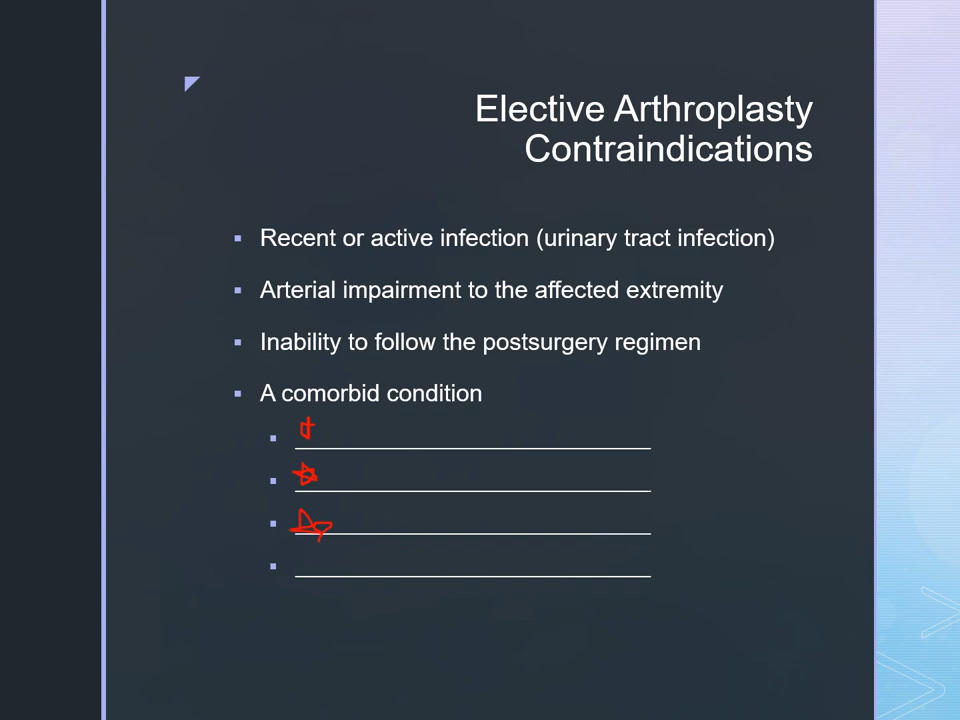 Elective Arthroplasty
Contraindications
Recent or active infection (urinary tract infection)
Arterial impairment to the affected extremity
Inability to follow the postsurgery regimen
A comorbid condition